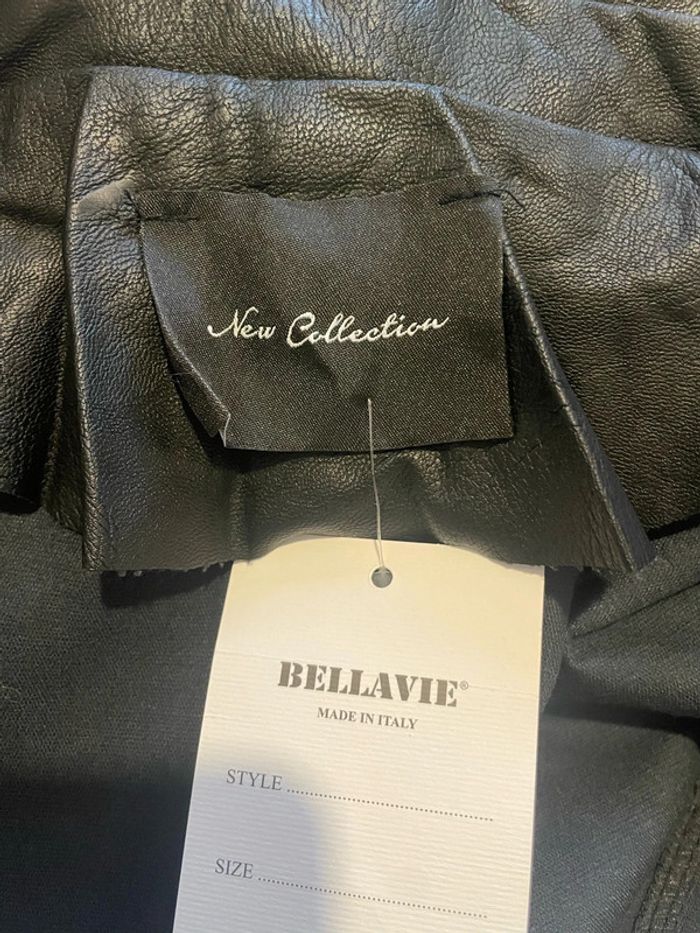 New Collection
BELLAVIE®
MADE IN ITALY
STYLE ................................................
SIZE ......................................................